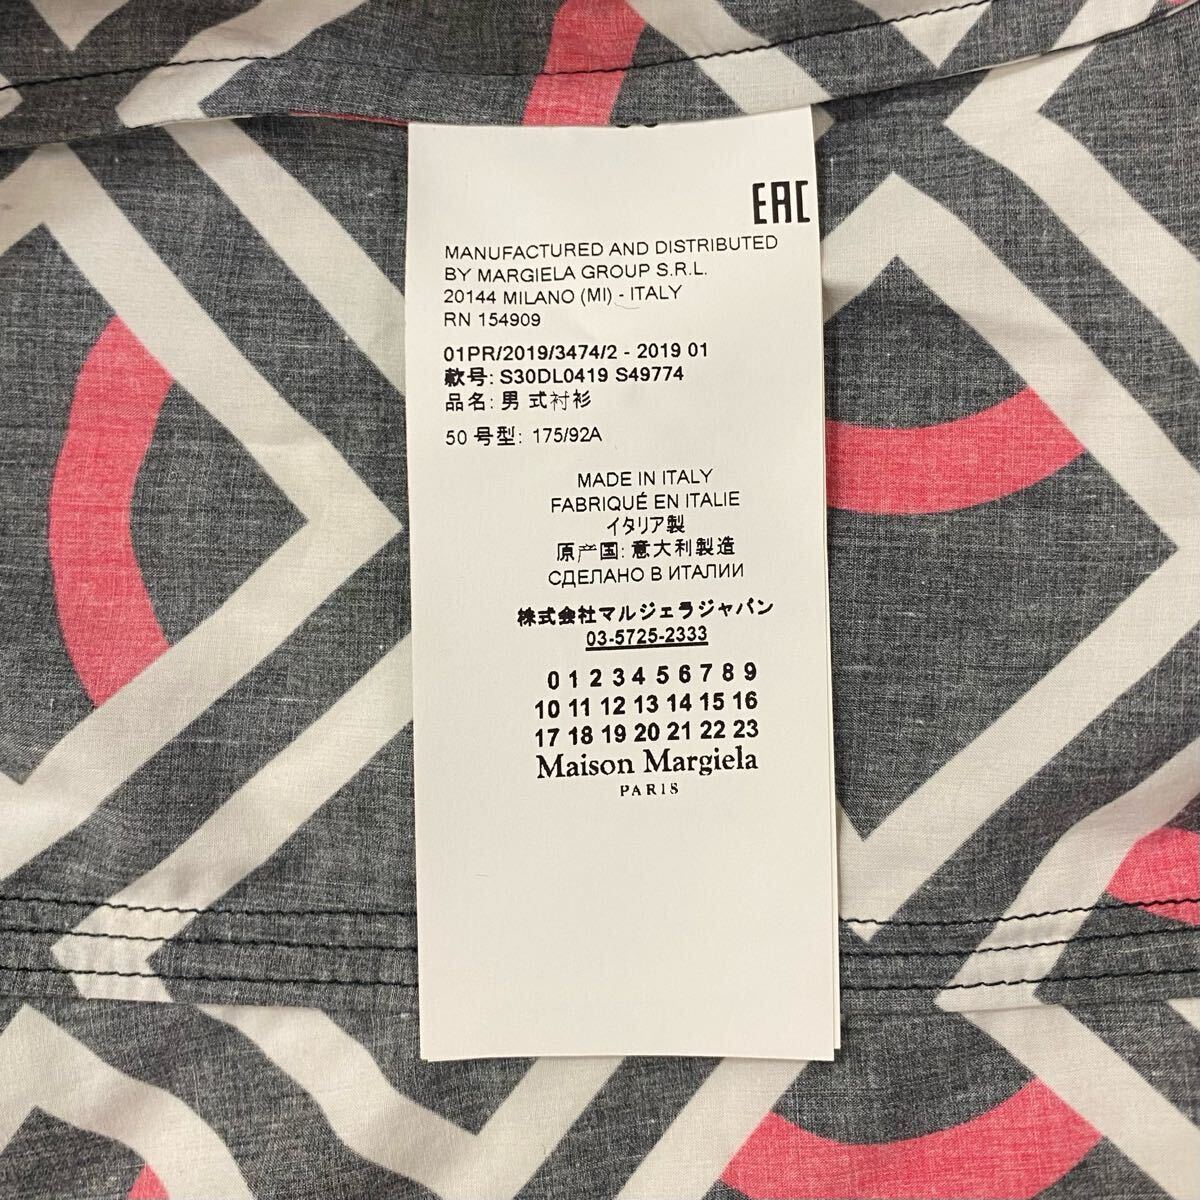 EAC
MANUFACTURED AND DISTRIBUTED
BY MARGIELA GROUP S.R.L.
20144 MILANO (MI) - ITALY
RN 154909
01PR/2019/3474/2 - 2019 01
款号: S30DL0419 S49774
品名: 男 式衬衫
50 号型: 175/92A
MADE IN ITALY
FABRIQUÉ EN ITALIE
イタリア製
原产国: 意大利製造
СДЕЛАНО В ИТАЛИИ
株式会社マルジェラジャパン
03-5725-2333
0 1 2 3 4 5 6 7 8 9
10 11 12 13 14 15 16
17 18 19 20 21 22 23
Maison Margiela
PARIS